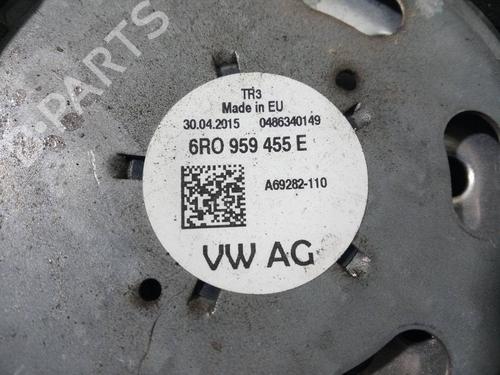 B-PARTS
TR3
Made in EU
30.04.2015 0486340149
6R0 959 455 E
A69282-110
VW AG